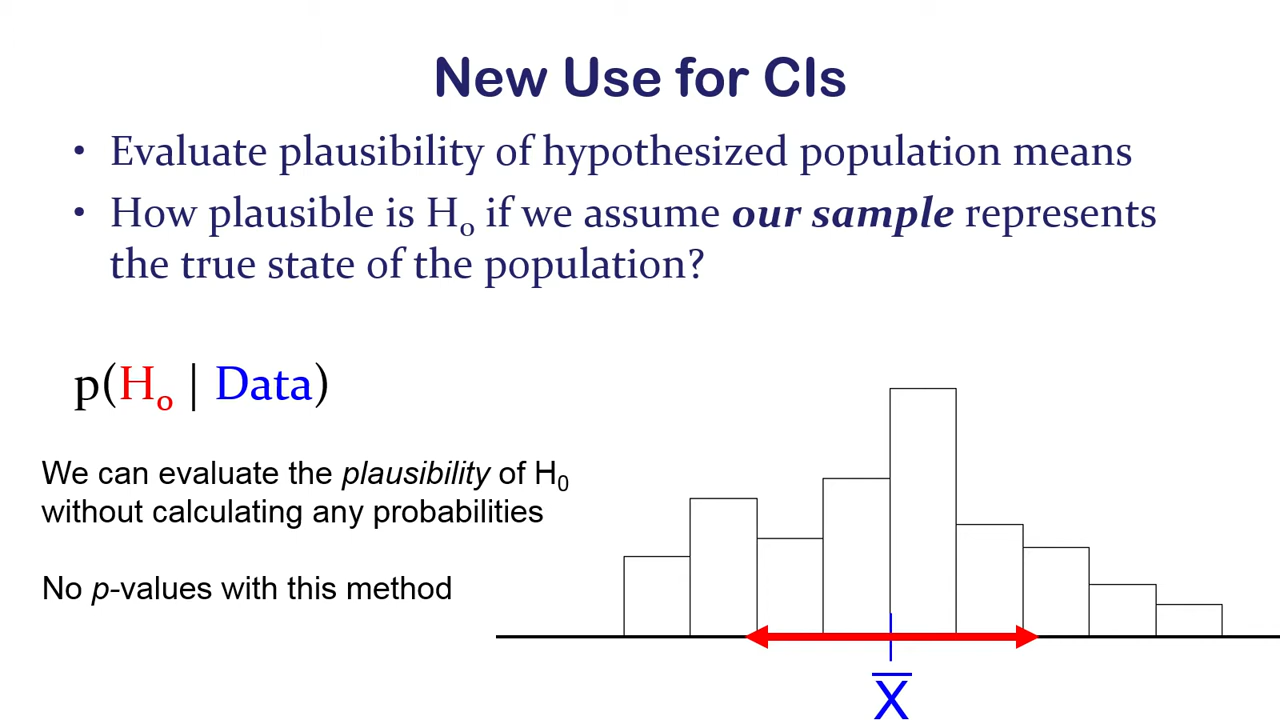 New Use for CIs
• Evaluate plausibility of hypothesized population means
• How plausible is H₀ if we assume our sample represents
the true state of the population?
p(H₀ | Data)
We can evaluate the plausibility of H₀
without calculating any probabilities
No p-values with this method
X̅